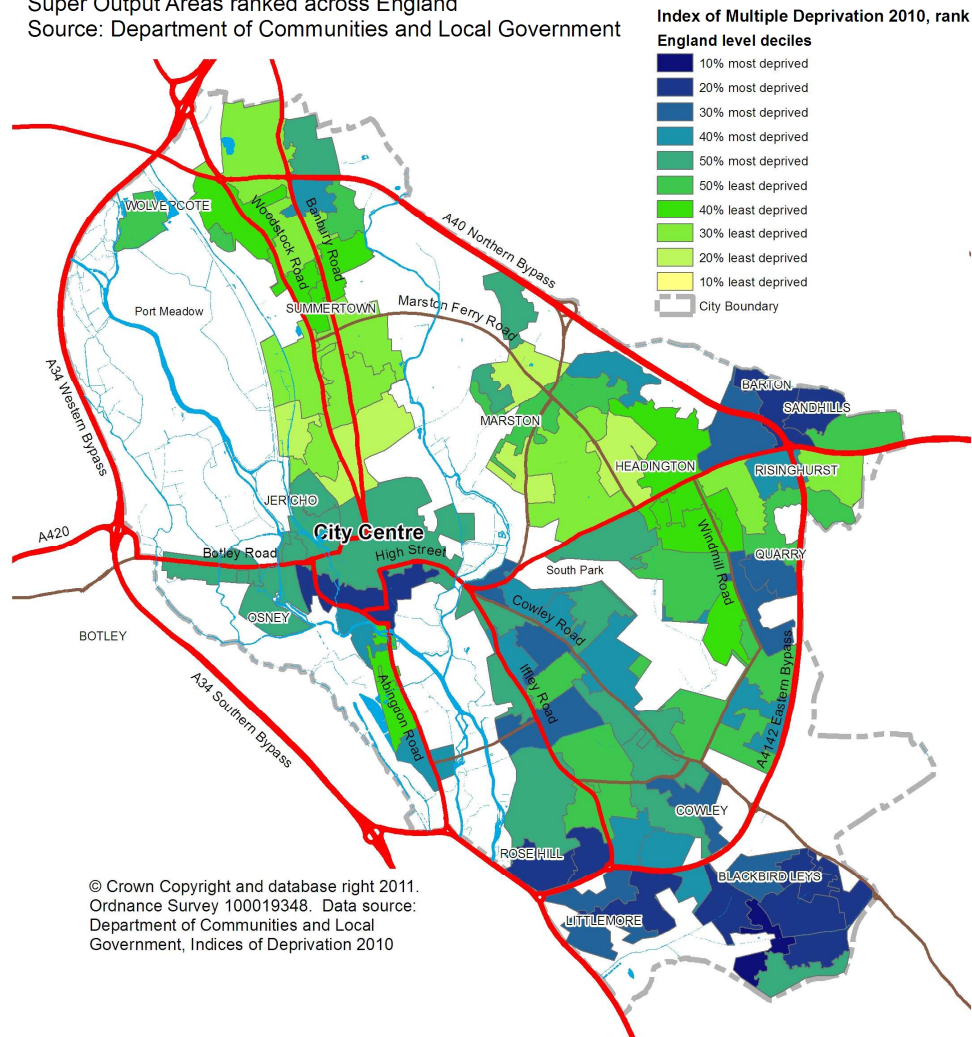 Super Output Areas ranked across England
Source: Department of Communities and Local Government
Index of Multiple Deprivation 2010, rank
England level deciles
10% most deprived
20% most deprived
30% most deprived
40% most deprived
50% most deprived
50% least deprived
40% least deprived
30% least deprived
20% least deprived
10% least deprived
City Boundary
WOLVERCOTE
Woodstock Road
Banbury Road
A40 Northern Bypass
Port Meadow
SUMMERTOWN
Marston Ferry Road
A34 Western Bypass
BARTON
SANDHILLS
MARSTON
HEADINGTON
RISINGHURST
JERICHO
City Centre
A420
Botley Road
High Street
Windmill Road
QUARRY
South Park
Cowley Road
OSNEY
BOTLEY
Iffley Road
Abingdon Road
A34 Southern Bypass
A4142 Eastern Bypass
COWLEY
ROSE HILL
BLACKBIRD LEYS
LITTLEMORE
© Crown Copyright and database right 2011.
Ordnance Survey 100019348. Data source:
Department of Communities and Local
Government, Indices of Deprivation 2010